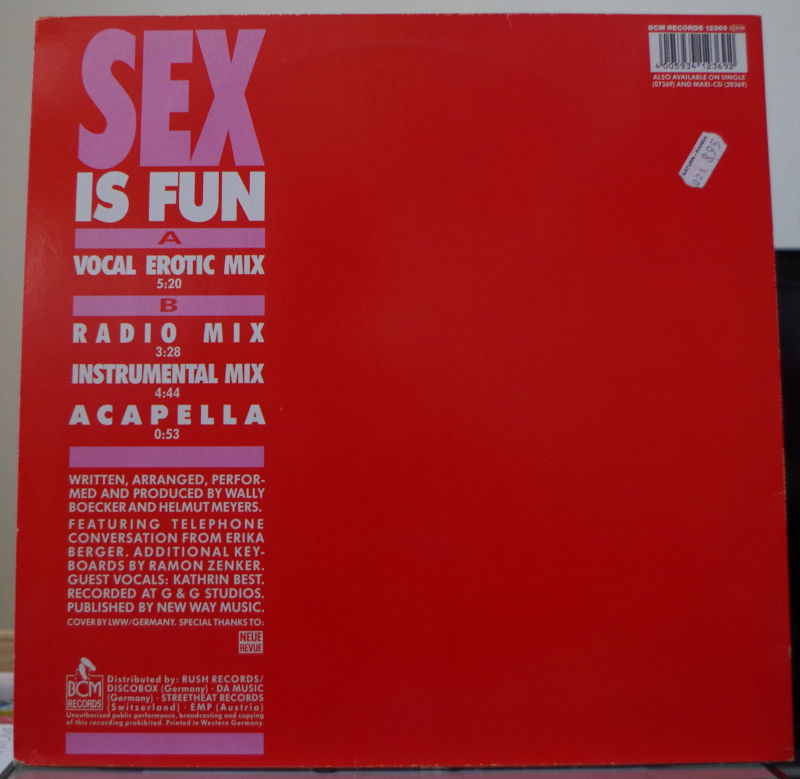 SEX
IS FUN
A
VOCAL EROTIC MIX
5:20
B
RADIO MIX
3:28
INSTRUMENTAL MIX
4:44
ACAPELLA
0:53
WRITTEN, ARRANGED, PERFOR-
MED AND PRODUCED BY WALLY
BOECKER AND HELMUT MEYERS.
FEATURING TELEPHONE
CONVERSATION FROM ERIKA
BERGER. ADDITIONAL KEY-
BOARDS BY RAMON ZENKER.
GUEST VOCALS: KATHRIN BEST.
RECORDED AT G & G STUDIOS.
PUBLISHED BY NEW WAY MUSIC.
COVER BY LWW/GERMANY. SPECIAL THANKS TO:
NEUE
REVUE
BCM
RECORDS
Distributed by: RUSH RECORDS/
DISCOBOX (Germany) · DA MUSIC
(Germany) · STREETHEAT RECORDS
(Switzerland) · EMP (Austria)
Unauthorized public performance, broadcasting and copying
of this recording prohibited. Printed in Western Germany.
BCM RECORDS 12369
4 005934 123692
ALSO AVAILABLE ON SINGLE
(07369) AND MAXI-CD (20369)
8,95